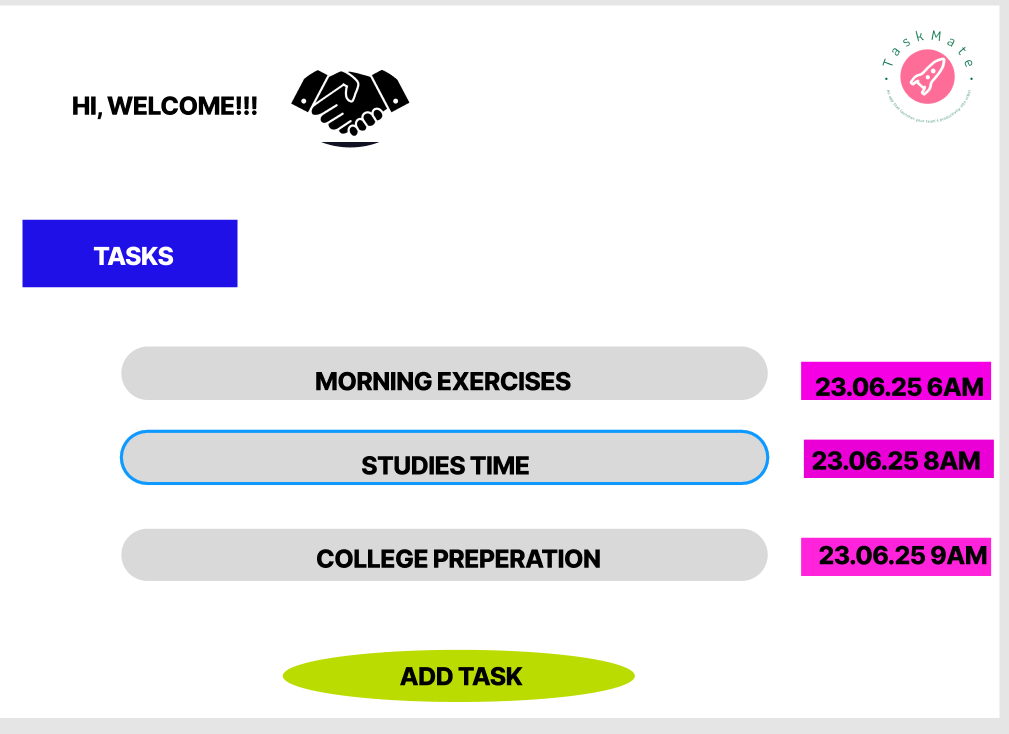 TaskMate
HI, WELCOME!!!
TASKS
MORNING EXERCISES
23.06.25 6AM
STUDIES TIME
23.06.25 8AM
COLLEGE PREPERATION
23.06.25 9AM
ADD TASK